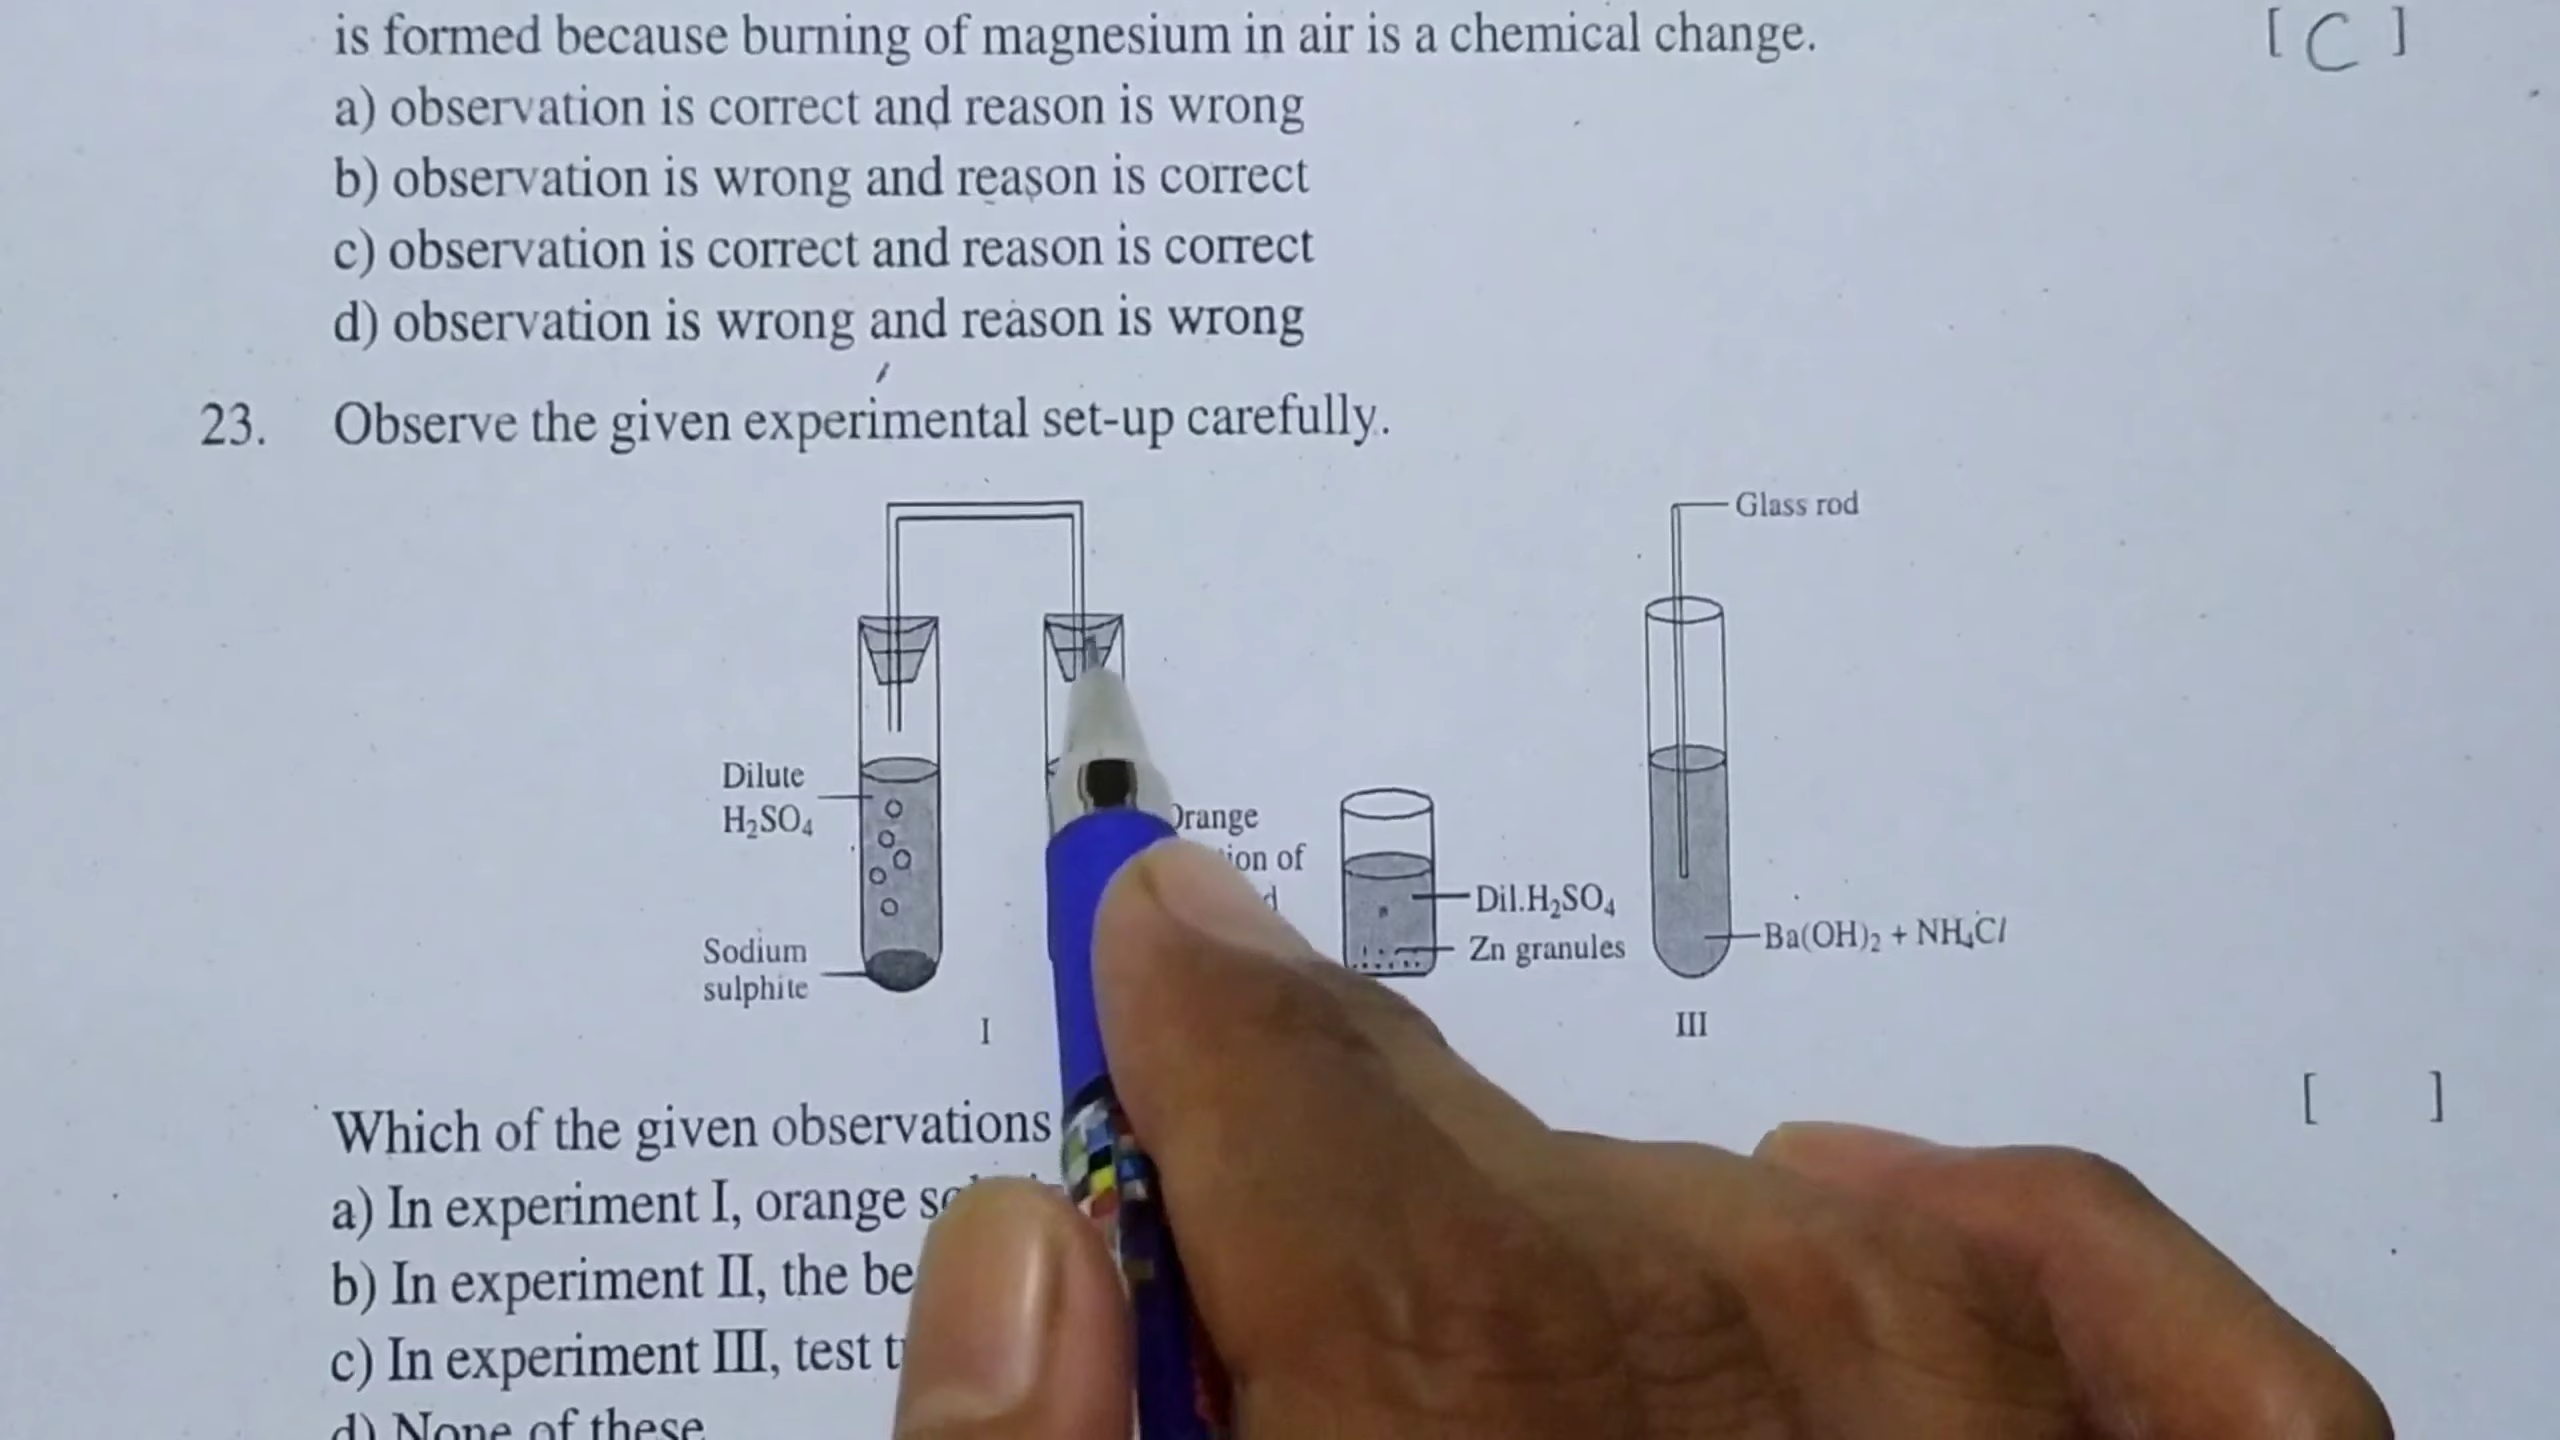 is formed because burning of magnesium in air is a chemical change. [ C ]
a) observation is correct and reason is wrong
b) observation is wrong and reason is correct
c) observation is correct and reason is correct
d) observation is wrong and reason is wrong
23. Observe the given experimental set-up carefully.
Glass rod
Dilute
H₂SO₄
Orange
of
Dil.H₂SO₄
Zn granules
Ba(OH)₂ + NH₄Cl
Sodium
sulphite
I
III
Which of the given observations [ ]
a) In experiment I, orange
b) In experiment II, the
c) In experiment III, test
d) None of these